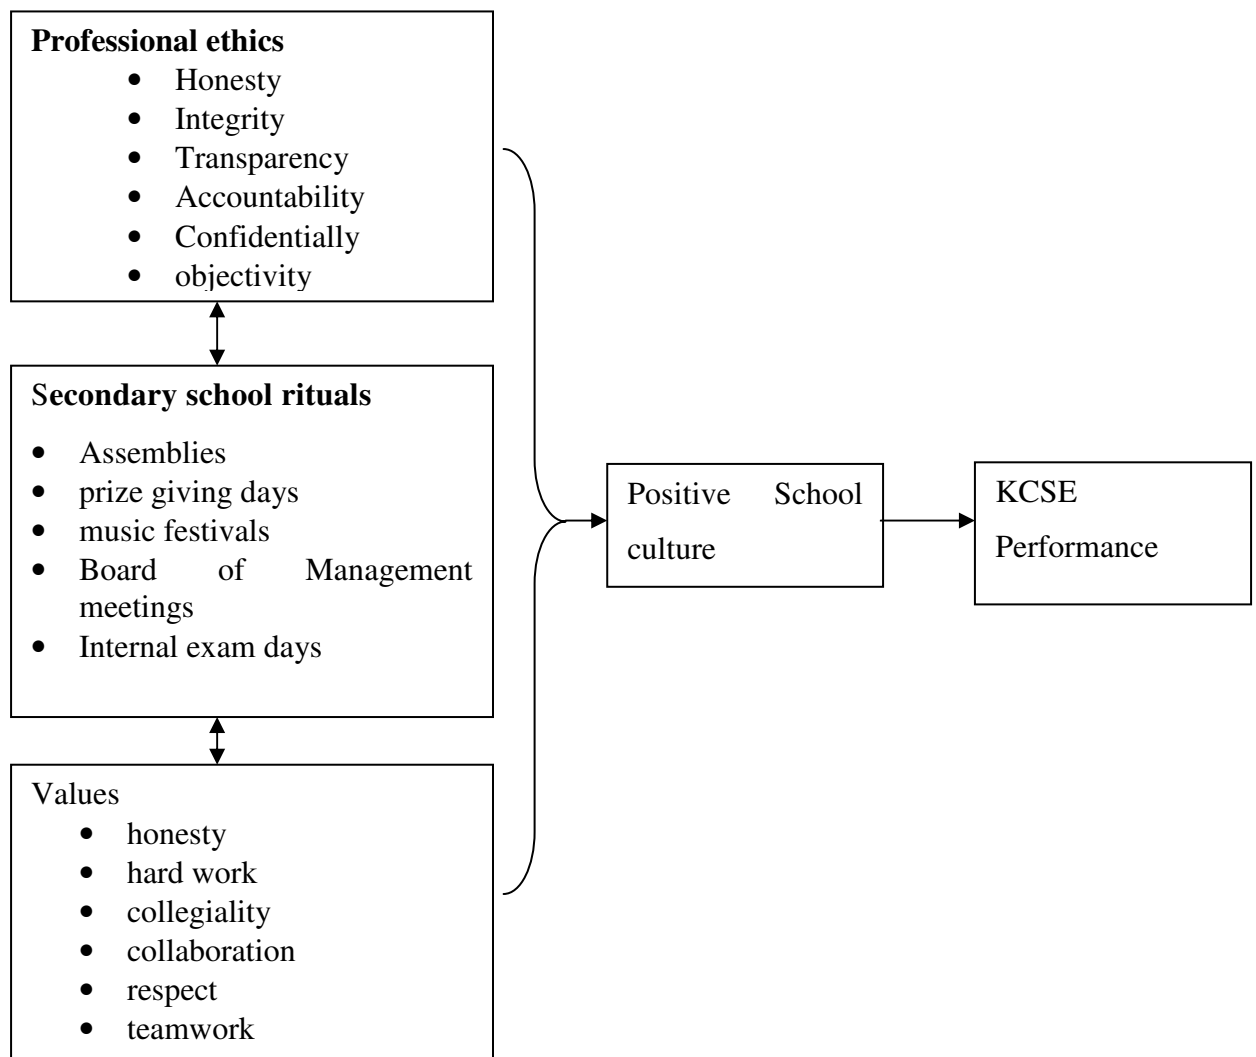 Professional ethics
• Honesty
• Integrity
• Transparency
• Accountability
• Confidentially
• objectivity
Secondary school rituals
• Assemblies
• prize giving days
• music festivals
• Board of Management
meetings
• Internal exam days
Values
• honesty
• hard work
• collegiality
• collaboration
• respect
• teamwork
Positive School
culture
KCSE
Performance